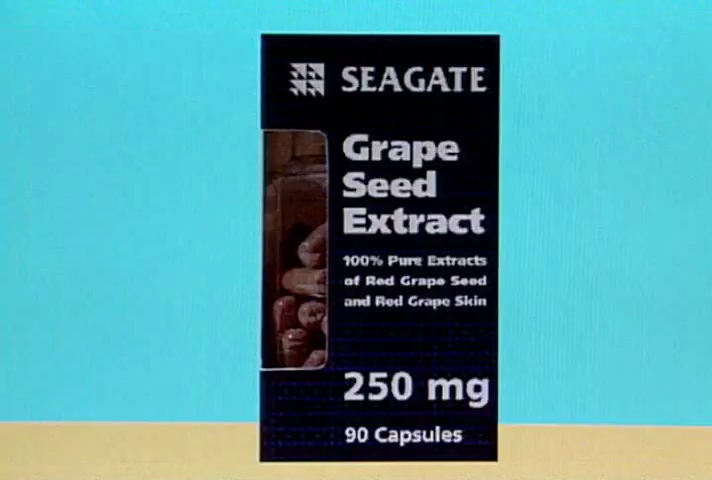 SEAGATE
Grape
Seed
Extract
100% Pure Extracts
of Red Grape Seed
and Red Grape Skin
250 mg
90 Capsules